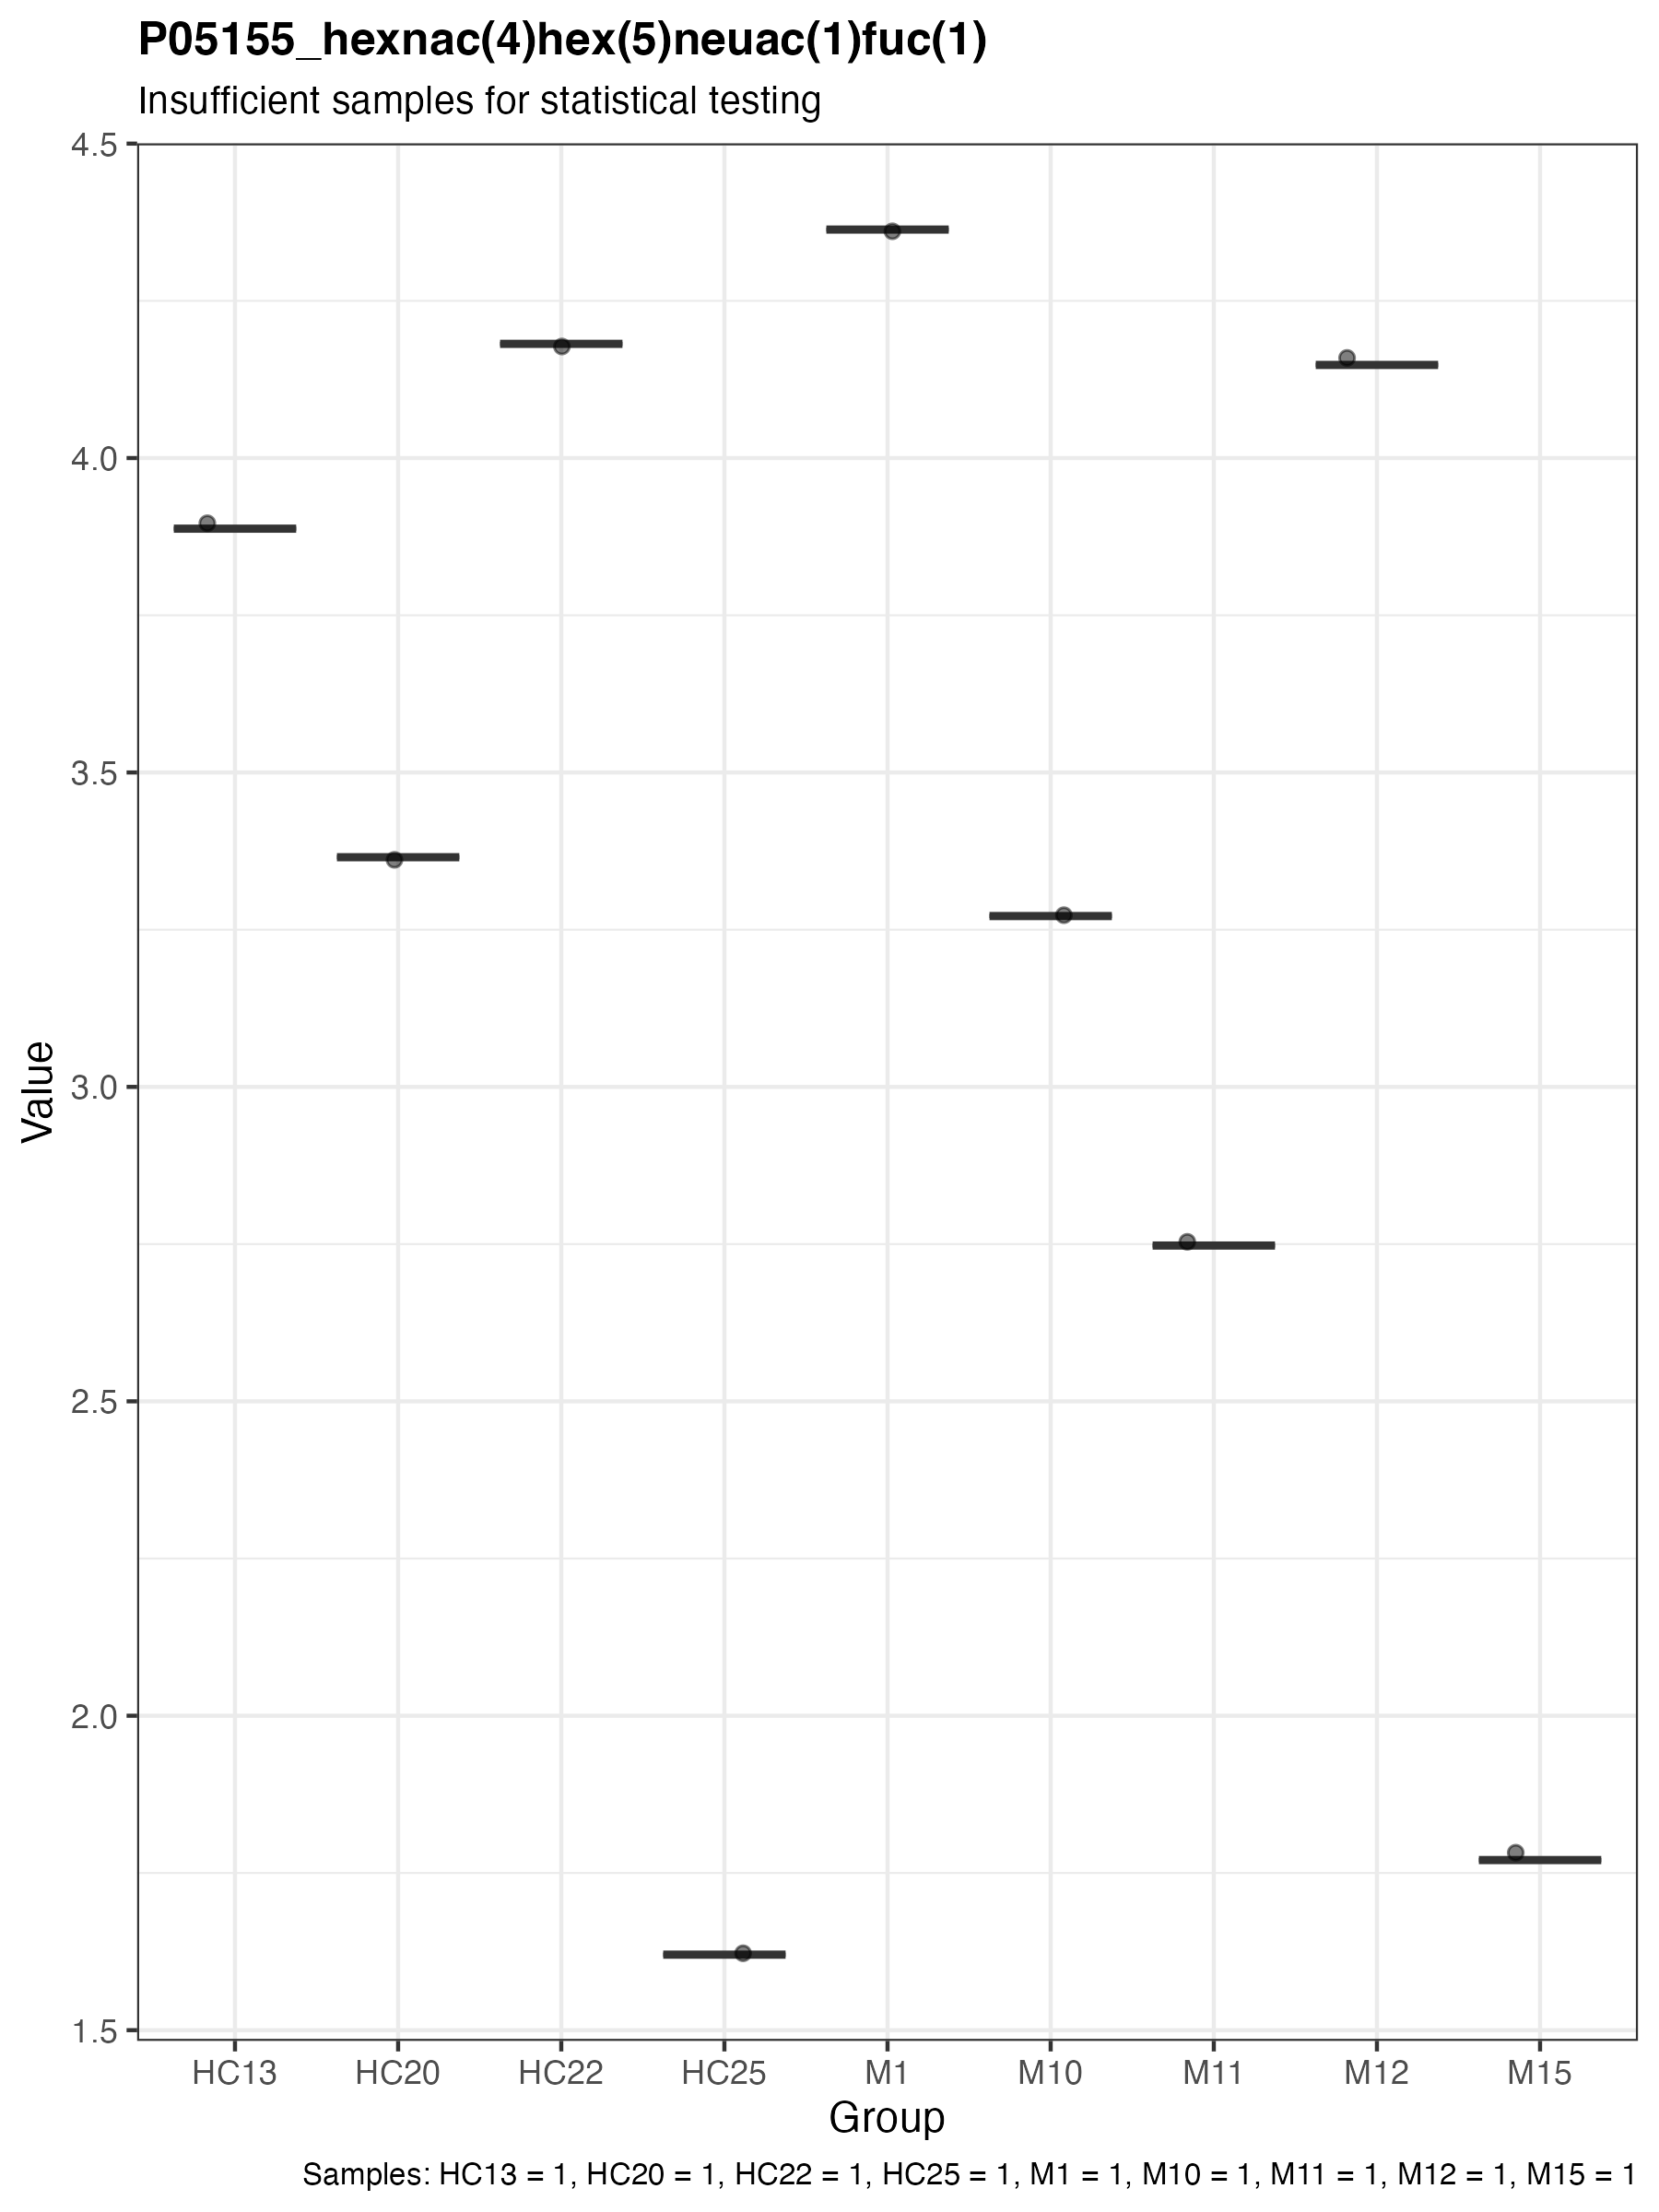 P05155_hexnac(4)hex(5)neuac(1)fuc(1)
Insufficient samples for statistical testing
4.5
4.0
3.5
3.0
2.5
2.0
1.5
Value
HC13 HC20 HC22 HC25 M1 M10 M11 M12 M15
Group
Samples: HC13 = 1, HC20 = 1, HC22 = 1, HC25 = 1, M1 = 1, M10 = 1, M11 = 1, M12 = 1, M15 = 1